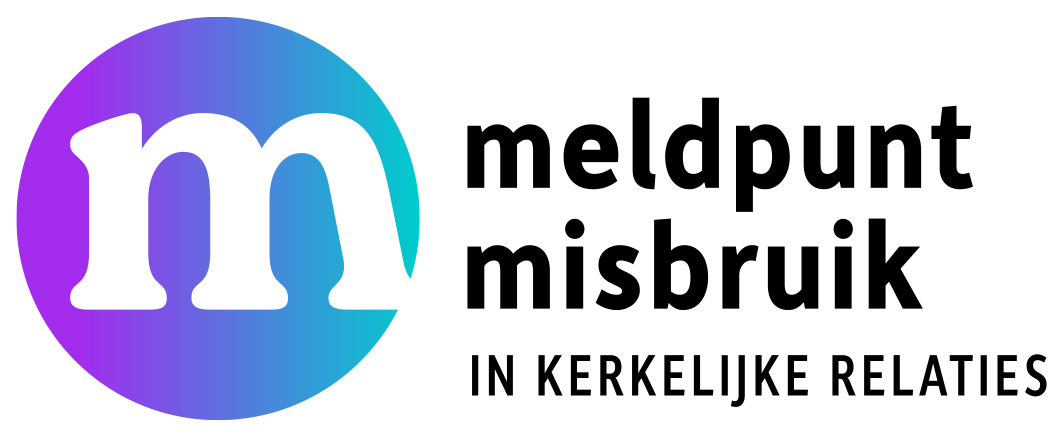 m
meldpunt
misbruik
IN KERKELIJKE RELATIES